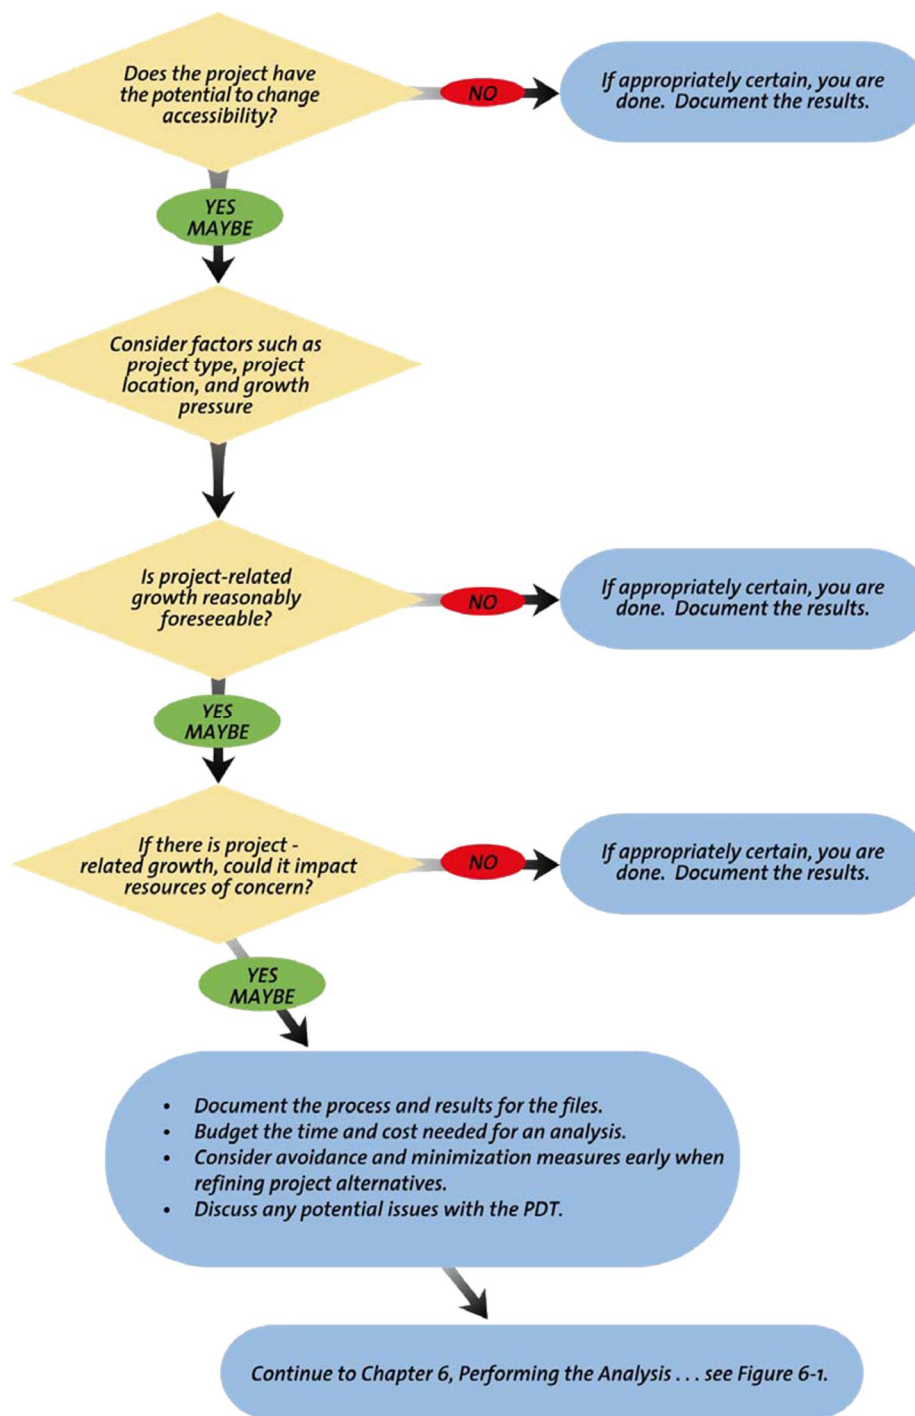 Does the project have
the potential to change
accessibility?
NO
If appropriately certain, you are
done. Document the results.
YES
MAYBE
Consider factors such as
project type, project
location, and growth
pressure
Is project-related
growth reasonably
foreseeable?
NO
If appropriately certain, you are
done. Document the results.
YES
MAYBE
If there is project -
related growth, could it impact
resources of concern?
NO
If appropriately certain, you are
done. Document the results.
YES
MAYBE
• Document the process and results for the files.
• Budget the time and cost needed for an analysis.
• Consider avoidance and minimization measures early when
refining project alternatives.
• Discuss any potential issues with the PDT.
Continue to Chapter 6, Performing the Analysis . . . see Figure 6-1.